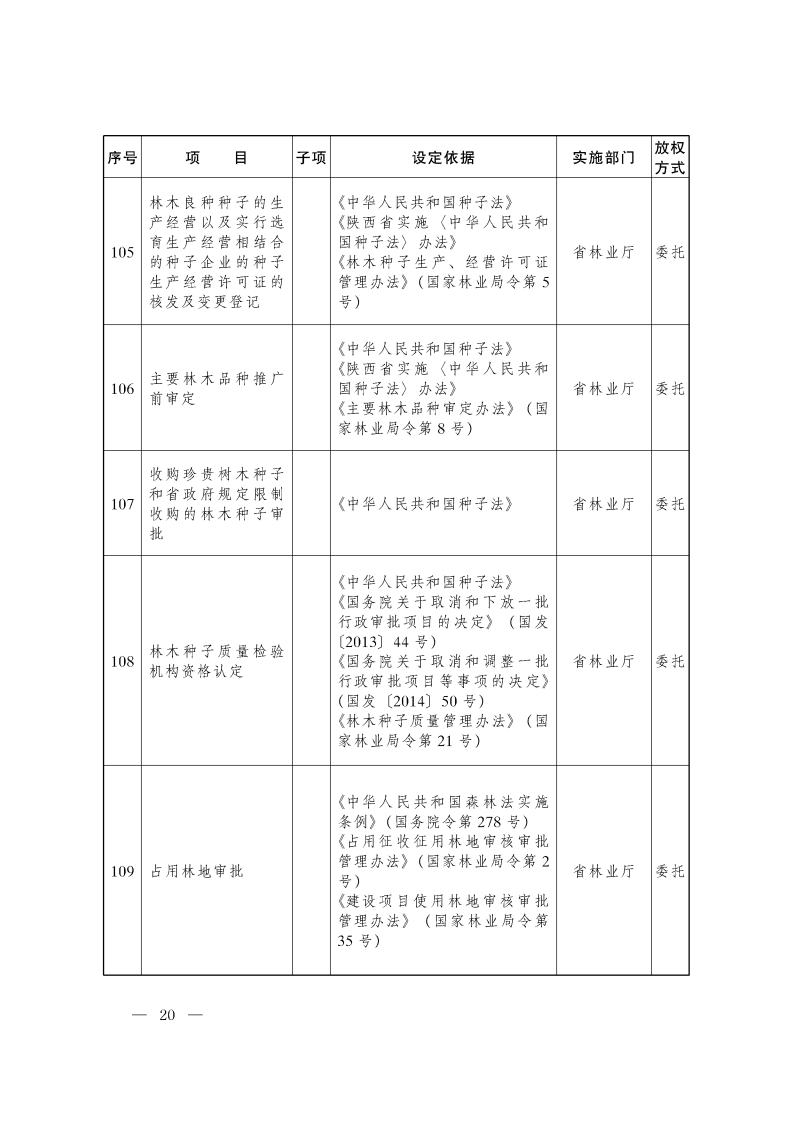 序号 项 目 子项 设定依据 实施部门 放权
方式
105
林木良种种子的生
产经营以及实行选
育生产经营相结合
的种子企业的种子
生产经营许可证的
核发及变更登记
《中华人民共和国种子法》
《陕西省实施〈中华人民共和
国种子法〉办法》
《林木种子生产、经营许可证
管理办法》(国家林业局令第 5
号)
省林业厅
委托
106
主要林木品种推广
前审定
《中华人民共和国种子法》
《陕西省实施〈中华人民共和
国种子法〉办法》
《主要林木品种审定办法》(国
家林业局令第 8 号)
省林业厅
委托
107
收购珍贵树木种子
和省政府规定限制
收购的林木种子审
批
《中华人民共和国种子法》
省林业厅
委托
108
林木种子质量检验
机构资格认定
《中华人民共和国种子法》
《国务院关于取消和下放一批
行政审批项目的决定》(国发
〔2013〕44 号)
《国务院关于取消和调整一批
行政审批项目等事项的决定》
(国发〔2014〕50 号)
《林木种子质量管理办法》(国
家林业局令第 21 号)
省林业厅
委托
109
占用林地审批
《中华人民共和国森林法实施
条例》(国务院令第 278 号)
《占用征收征用林地审核审批
管理办法》(国家林业局令第 2
号)
《建设项目使用林地审核审批
管理办法》(国家林业局令第
35 号)
省林业厅
委托
— 20 —